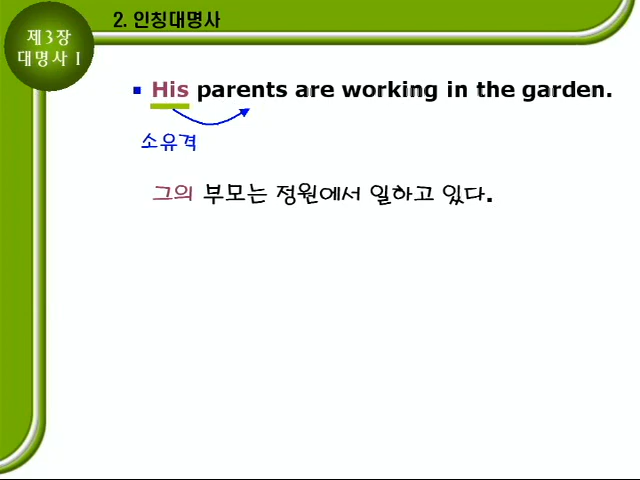 2. 인칭대명사
제3장
대명사 I
His parents are working in the garden.
소유격
그의 부모는 정원에서 일하고 있다.